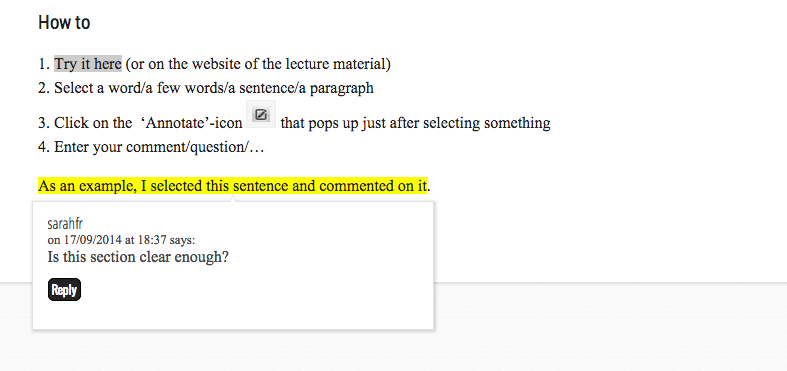 How to
1. Try it here (or on the website of the lecture material)
2. Select a word/a few words/a sentence/a paragraph
3. Click on the ‘Annotate’-icon that pops up just after selecting something
4. Enter your comment/question/…
As an example, I selected this sentence and commented on it.
sarahfr
on 17/09/2014 at 18:37 says:
Is this section clear enough?
Reply